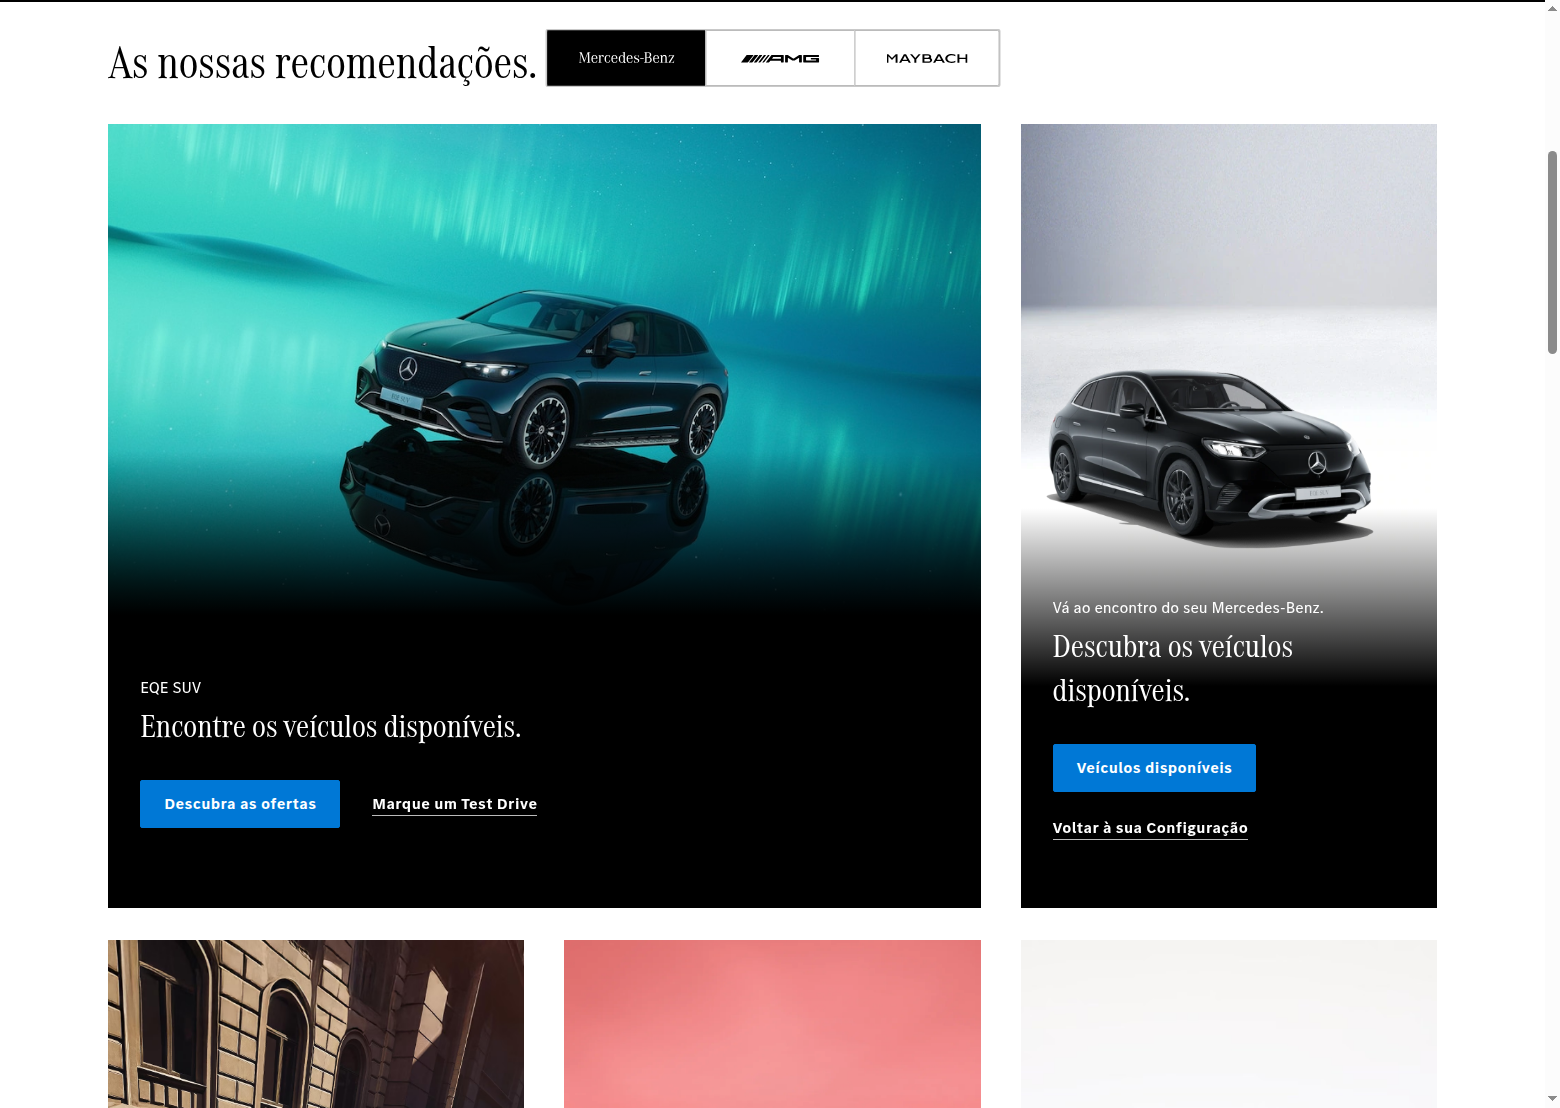 As nossas recomendações.
Mercedes-Benz
AMG
MAYBACH
EQE SUV
Encontre os veículos disponíveis.
Descubra as ofertas
Marque um Test Drive
Vá ao encontro do seu Mercedes-Benz.
Descubra os veículos
disponíveis.
Veículos disponíveis
Voltar à sua Configuração